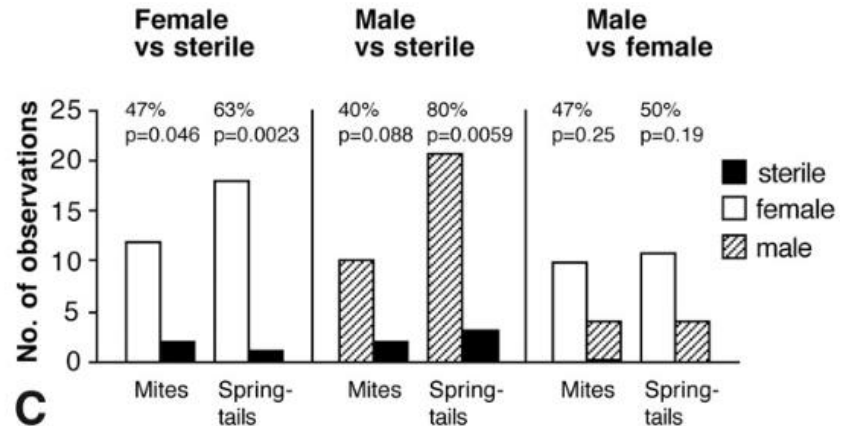 Female
vs sterile
Male
vs sterile
Male
vs female
No. of observations
25
20
15
10
5
0
47%
p=0.046
63%
p=0.0023
40%
p=0.088
80%
p=0.0059
47%
p=0.25
50%
p=0.19
sterile
female
male
Mites
Spring-
tails
Mites
Spring-
tails
Mites
Spring-
tails
C